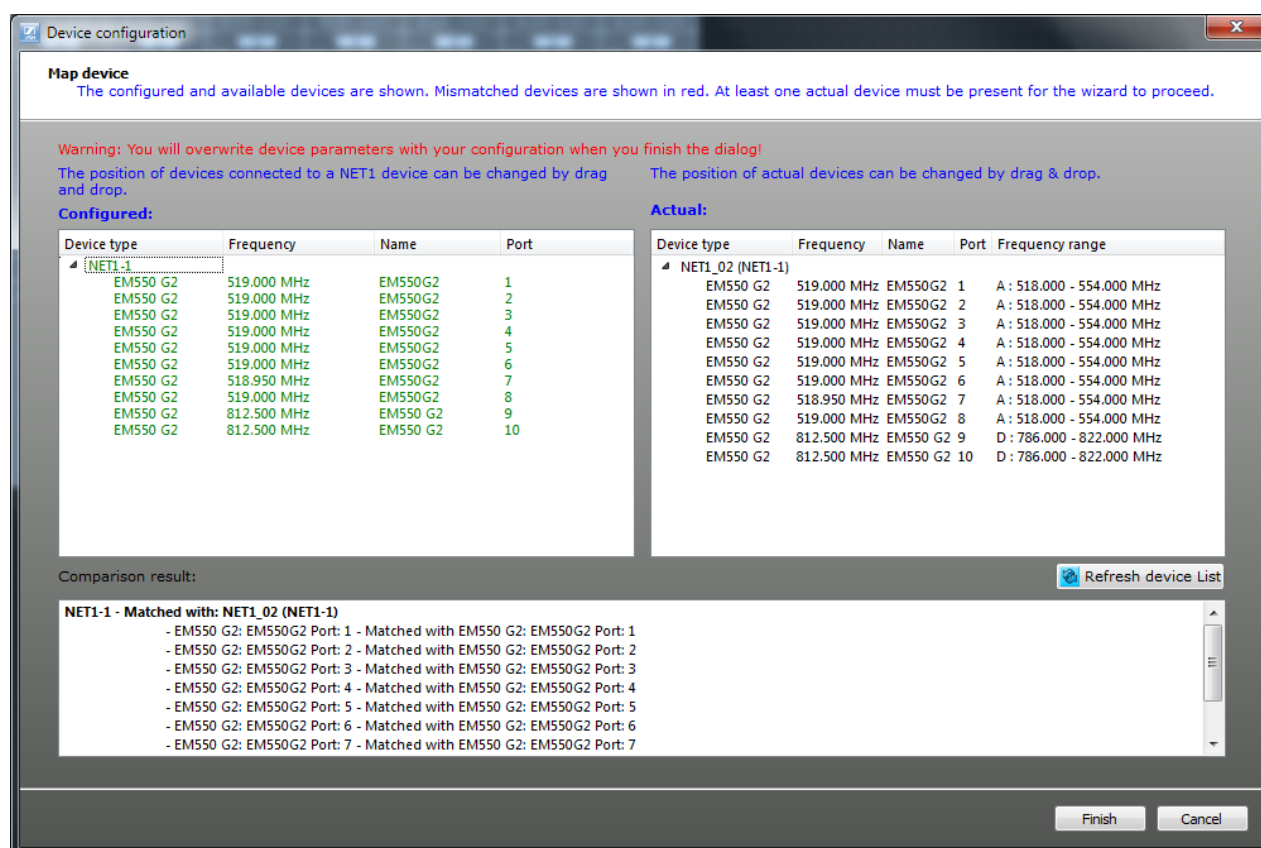 Device configuration
Map device
The configured and available devices are shown. Mismatched devices are shown in red. At least one actual device must be present for the wizard to proceed.
Warning: You will overwrite device parameters with your configuration when you finish the dialog!
The position of devices connected to a NET1 device can be changed by drag
and drop.
Configured:
Device type Frequency Name Port
NET1-1
EM550 G2 519.000 MHz EM550G2 1
EM550 G2 519.000 MHz EM550G2 2
EM550 G2 519.000 MHz EM550G2 3
EM550 G2 519.000 MHz EM550G2 4
EM550 G2 519.000 MHz EM550G2 5
EM550 G2 519.000 MHz EM550G2 6
EM550 G2 518.950 MHz EM550G2 7
EM550 G2 519.000 MHz EM550G2 8
EM550 G2 812.500 MHz EM550 G2 9
EM550 G2 812.500 MHz EM550 G2 10
The position of actual devices can be changed by drag & drop.
Actual:
Device type Frequency Name Port Frequency range
NET1_02 (NET1-1)
EM550 G2 519.000 MHz EM550G2 1 A : 518.000 - 554.000 MHz
EM550 G2 519.000 MHz EM550G2 2 A : 518.000 - 554.000 MHz
EM550 G2 519.000 MHz EM550G2 3 A : 518.000 - 554.000 MHz
EM550 G2 519.000 MHz EM550G2 4 A : 518.000 - 554.000 MHz
EM550 G2 519.000 MHz EM550G2 5 A : 518.000 - 554.000 MHz
EM550 G2 519.000 MHz EM550G2 6 A : 518.000 - 554.000 MHz
EM550 G2 518.950 MHz EM550G2 7 A : 518.000 - 554.000 MHz
EM550 G2 519.000 MHz EM550G2 8 A : 518.000 - 554.000 MHz
EM550 G2 812.500 MHz EM550 G2 9 D : 786.000 - 822.000 MHz
EM550 G2 812.500 MHz EM550 G2 10 D : 786.000 - 822.000 MHz
Comparison result:
Refresh device List
NET1-1 - Matched with: NET1_02 (NET1-1)
- EM550 G2: EM550G2 Port: 1 - Matched with EM550 G2: EM550G2 Port: 1
- EM550 G2: EM550G2 Port: 2 - Matched with EM550 G2: EM550G2 Port: 2
- EM550 G2: EM550G2 Port: 3 - Matched with EM550 G2: EM550G2 Port: 3
- EM550 G2: EM550G2 Port: 4 - Matched with EM550 G2: EM550G2 Port: 4
- EM550 G2: EM550G2 Port: 5 - Matched with EM550 G2: EM550G2 Port: 5
- EM550 G2: EM550G2 Port: 6 - Matched with EM550 G2: EM550G2 Port: 6
- EM550 G2: EM550G2 Port: 7 - Matched with EM550 G2: EM550G2 Port: 7
Finish
Cancel